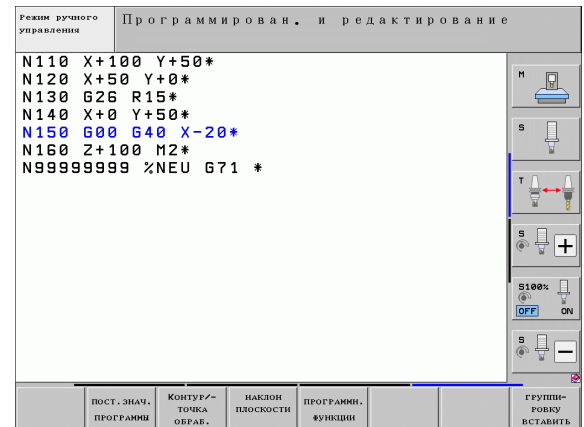 Режим ручного
управления
Программирован. и редактирование
N110 X+100 Y+50*
N120 X+50 Y+0*
N130 G26 R15*
N140 X+0 Y+50*
N150 G00 G40 X-20*
N160 Z+100 M2*
N99999999 %NEU G71 *
M
S
T
S
+
S100%
OFF ON
S
−
ПОСТ.ЗНАЧ.
ПРОГРАММЫ
КОНТУР/-
ТОЧКА
ОБРАБ.
НАКЛОН
ПЛОСКОСТИ
ПРОГРАММН.
ФУНКЦИИ
ГРУППИ-
РОВКУ
ВСТАВИТЬ